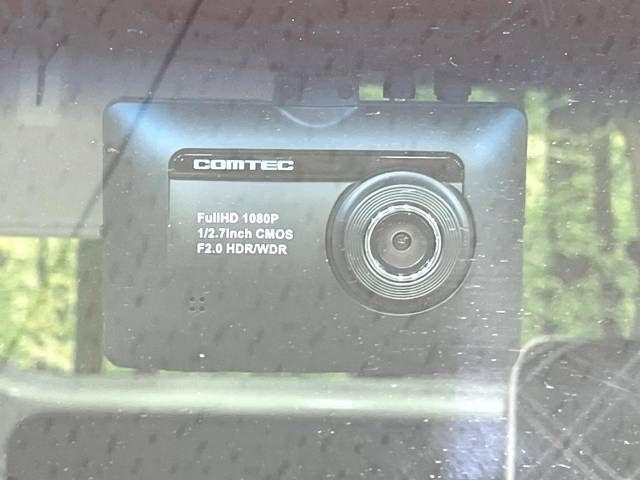 COMTEC
FullHD 1080P
1/2.7Inch CMOS
F2.0 HDR/WDR